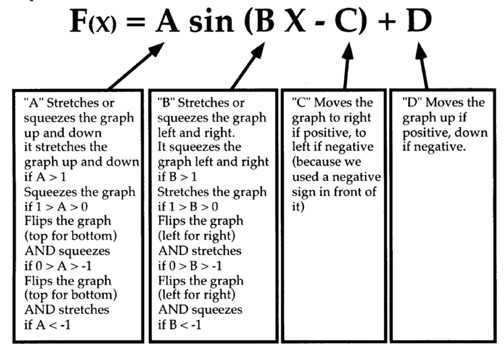 F(X) = A sin (B X - C) + D
"A" Stretches or
squeezes the graph
up and down
it stretches the
graph up and down
if A > 1
Squeezes the graph
if 1 > A > 0
Flips the graph
(top for bottom)
AND squeezes
if 0 > A > -1
Flips the graph
(top for bottom)
AND stretches
if A < -1
"B" Stretches or
squeezes the graph
left and right.
It squeezes the
graph left and right
if B > 1
Stretches the graph
if 1 > B > 0
Flips the graph
(left for right)
AND stretches
if 0 > B > -1
Flips the graph
(left for right)
AND squeezes
if B < -1
"C" Moves the
graph to right
if positive, to
left if negative
(because we
used a negative
sign in front of
it)
"D" Moves the
graph up if
positive, down
if negative.